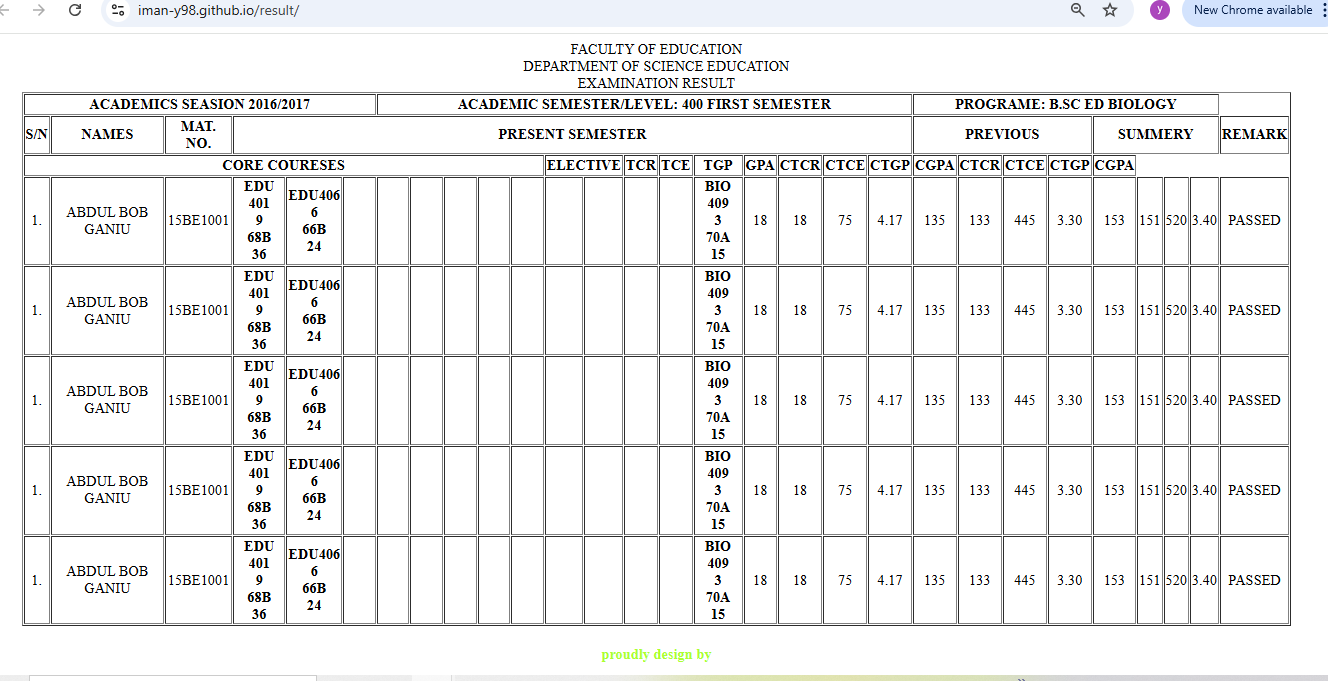 iman-y98.github.io/result/
y
New Chrome available
FACULTY OF EDUCATION
DEPARTMENT OF SCIENCE EDUCATION
EXAMINATION RESULT
ACADEMICS SEASION 2016/2017 ACADEMIC SEMESTER/LEVEL: 400 FIRST SEMESTER PROGRAME: B.SC ED BIOLOGY
S/N NAMES MAT. NO. PRESENT SEMESTER PREVIOUS SUMMERY REMARK
CORE COURESES ELECTIVE TCR TCE TGP GPA CTCR CTCE CTGP CGPA CTCR CTCE CTGP CGPA
1. ABDUL BOB GANIU 15BE1001 EDU 401 9 68B 36 EDU406 6 66B 24 BIO 409 3 70A 15 18 18 75 4.17 135 133 445 3.30 153 151 520 3.40 PASSED
1. ABDUL BOB GANIU 15BE1001 EDU 401 9 68B 36 EDU406 6 66B 24 BIO 409 3 70A 15 18 18 75 4.17 135 133 445 3.30 153 151 520 3.40 PASSED
1. ABDUL BOB GANIU 15BE1001 EDU 401 9 68B 36 EDU406 6 66B 24 BIO 409 3 70A 15 18 18 75 4.17 135 133 445 3.30 153 151 520 3.40 PASSED
1. ABDUL BOB GANIU 15BE1001 EDU 401 9 68B 36 EDU406 6 66B 24 BIO 409 3 70A 15 18 18 75 4.17 135 133 445 3.30 153 151 520 3.40 PASSED
1. ABDUL BOB GANIU 15BE1001 EDU 401 9 68B 36 EDU406 6 66B 24 BIO 409 3 70A 15 18 18 75 4.17 135 133 445 3.30 153 151 520 3.40 PASSED
proudly design by